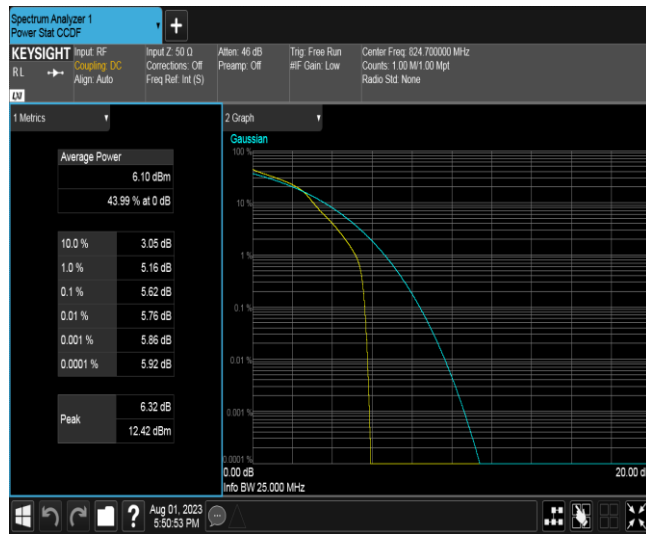 Spectrum Analyzer 1
Power Stat CCDF
+
KEYSIGHT
RL
LXI
Input: RF
Coupling: DC
Align: Auto
Input Z: 50 Ω
Corrections: Off
Freq Ref: Int (S)
Atten: 46 dB
Preamp: Off
Trig: Free Run
#IF Gain: Low
Center Freq: 824.700000 MHz
Counts: 1.00 M/1.00 Mpt
Radio Std: None
1 Metrics
Average Power
6.10 dBm
43.99 % at 0 dB
10.0 % 3.05 dB
1.0 % 5.16 dB
0.1 % 5.62 dB
0.01 % 5.76 dB
0.001 % 5.86 dB
0.0001 % 5.92 dB
Peak
6.32 dB
12.42 dBm
2 Graph
Gaussian
100 %
10 %
1 %
0.1 %
0.01 %
0.001 %
0.0001 %
0.00 dB
20.00 d
Info BW 25.000 MHz
?
Aug 01, 2023
5:50:53 PM